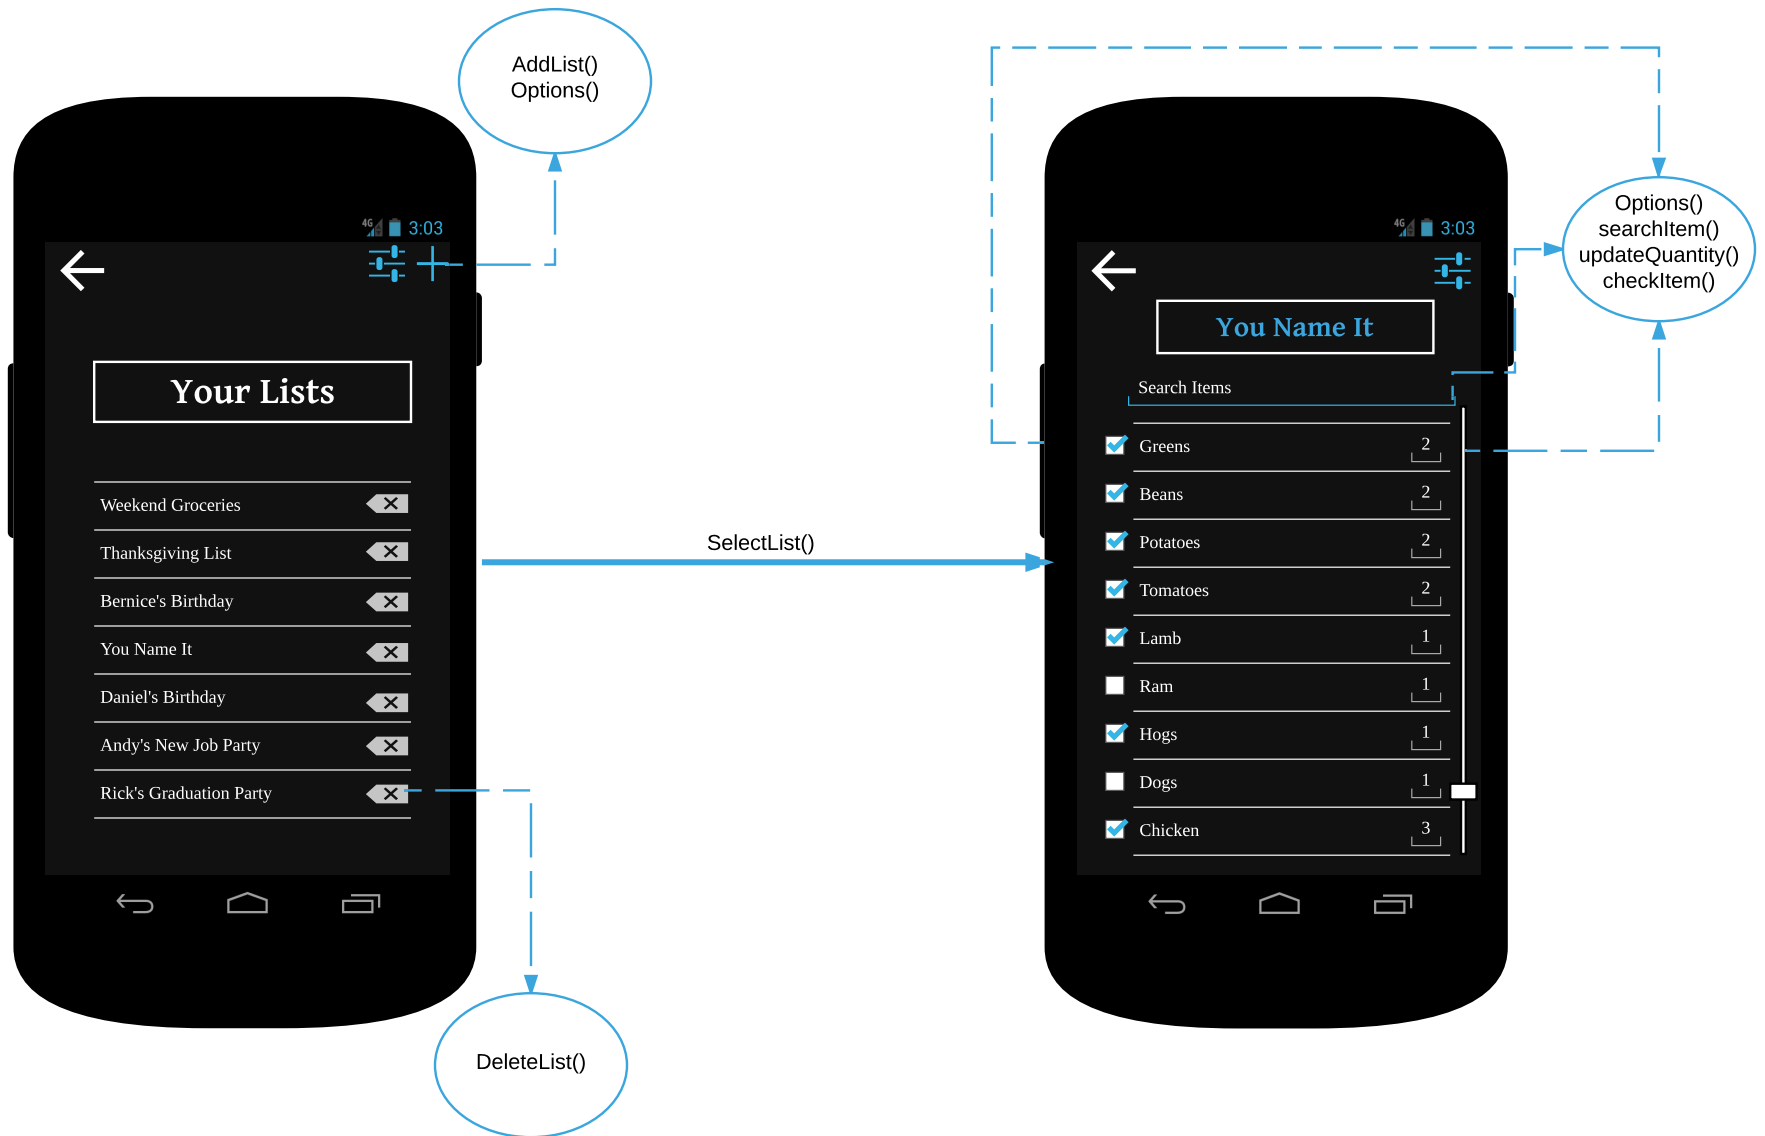 AddList()
Options()
4G 3:03
Your Lists
Weekend Groceries
Thanksgiving List
Bernice's Birthday
You Name It
Daniel's Birthday
Andy's New Job Party
Rick's Graduation Party
DeleteList()
SelectList()
4G 3:03
You Name It
Search Items
Greens 2
Beans 2
Potatoes 2
Tomatoes 2
Lamb 1
Ram 1
Hogs 1
Dogs 1
Chicken 3
Options()
searchItem()
updateQuantity()
checkItem()